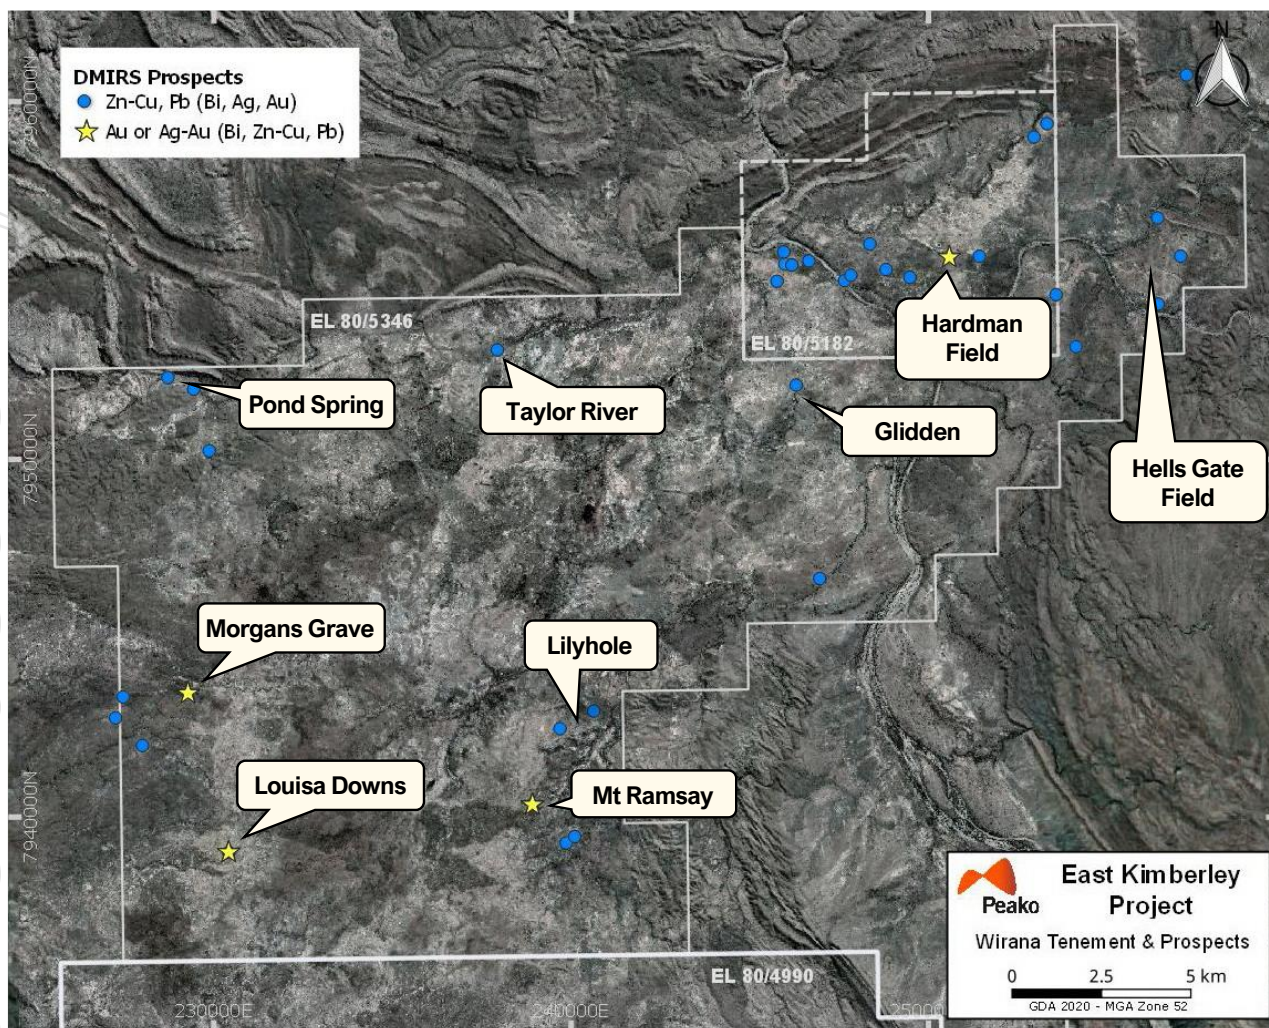 DMIRS Prospects
Zn-Cu, Pb (Bi, Ag, Au)
Au or Ag-Au (Bi, Zn-Cu, Pb)
N
7960000N
EL 80/5346
EL 80/5182
Hardman
Field
Pond Spring
Taylor River
Glidden
7950000N
Hells Gate
Field
Morgans Grave
Lilyhole
Louisa Downs
Mt Ramsay
7940000N
Peako
East Kimberley
Project
Wirana Tenement & Prospects
0 2.5 5 km
GDA 2020 - MGA Zone 52
EL 80/4990
230000E
240000E